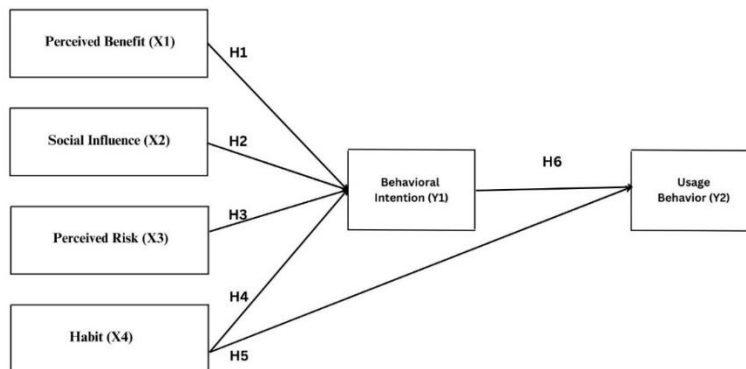 Perceived Benefit (X1)
H1
Social Influence (X2)
H2
H6
Behavioral
Intention (Y1)
Usage
Behavior (Y2)
H3
Perceived Risk (X3)
H4
Habit (X4)
H5